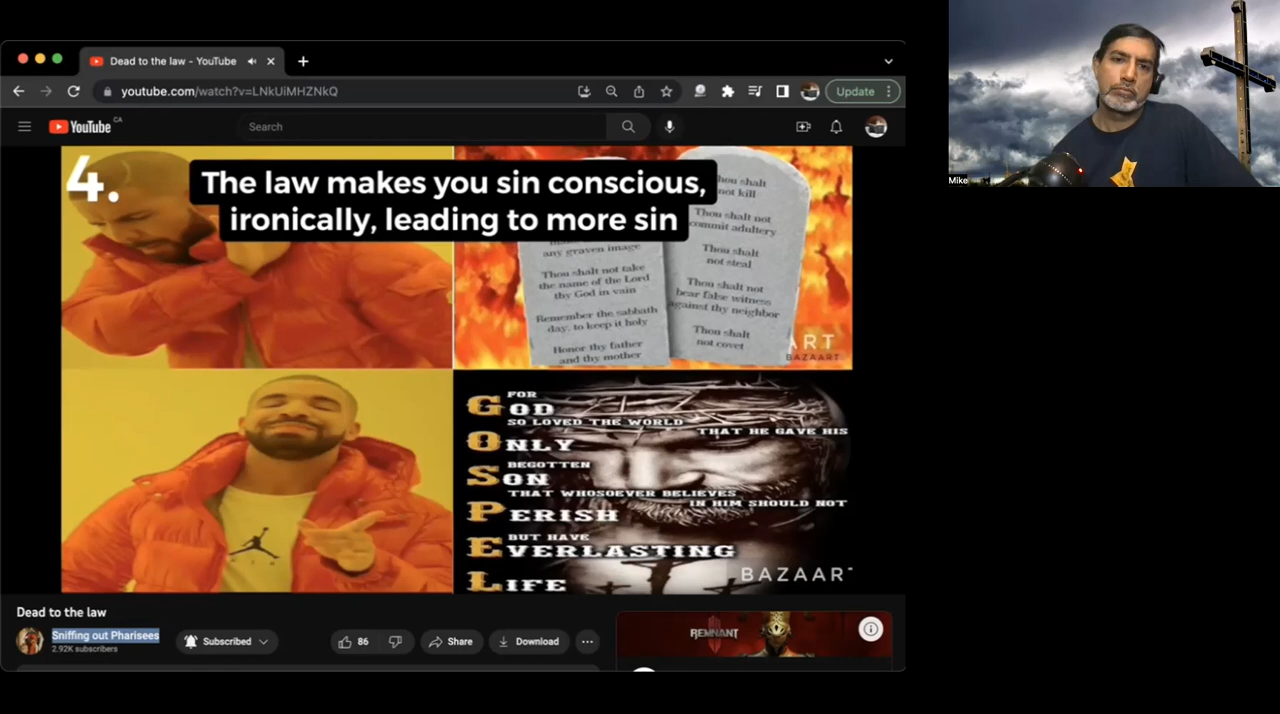 Dead to the law - YouTube
youtube.com/watch?v=LNkUiMHZNkQ
Update
YouTube CA
Search
4.
The law makes you sin conscious,
ironically, leading to more sin
any graven image
Thou shalt not take
the name of the Lord
thy God in vain
Remember the sabbath
day, to keep it holy
Honor thy father
and thy mother
thou shalt
not kill
Thou shalt not
commit adultery
Thou shalt
not steal
Thou shalt not
bear false witness
against thy neighbor
Thou shalt
not covet
ART
BAZAART
FOR
GOD
SO LOVED THE WORLD
THAT HE GAVE HIS
ONLY
BEGOTTEN
SON
THAT WHOSOEVER BELIEVES
IN HIM SHOULD NOT
PERISH
BUT HAVE
EVERLASTING
LIFE
BAZAAR
Dead to the law
Sniffing out Pharisees
2.92K subscribers
Subscribed
86
Share
Download
REMNANT
Mike